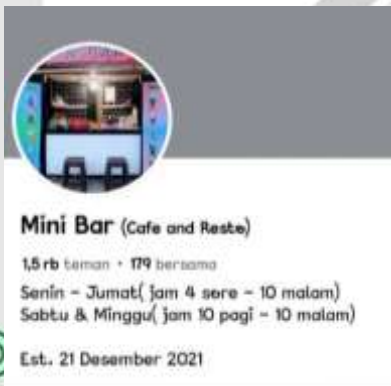 Mini Bar (Cafe and Resto)
1,5 rb teman • 179 bersama
Senin - Jumat( jam 4 sore - 10 malam)
Sabtu & Minggu( jam 10 pagi - 10 malam)
Est. 21 Desember 2021